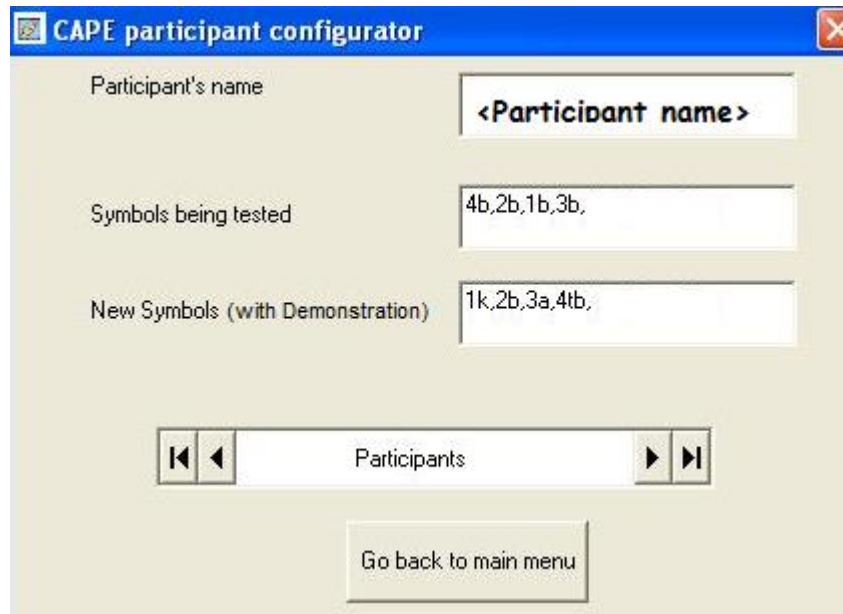 CAPE participant configurator
Participant's name
<Participant name>
Symbols being tested
4b,2b,1b,3b,
New Symbols (with Demonstration)
1k,2b,3a,4tb,
Participants
Go back to main menu